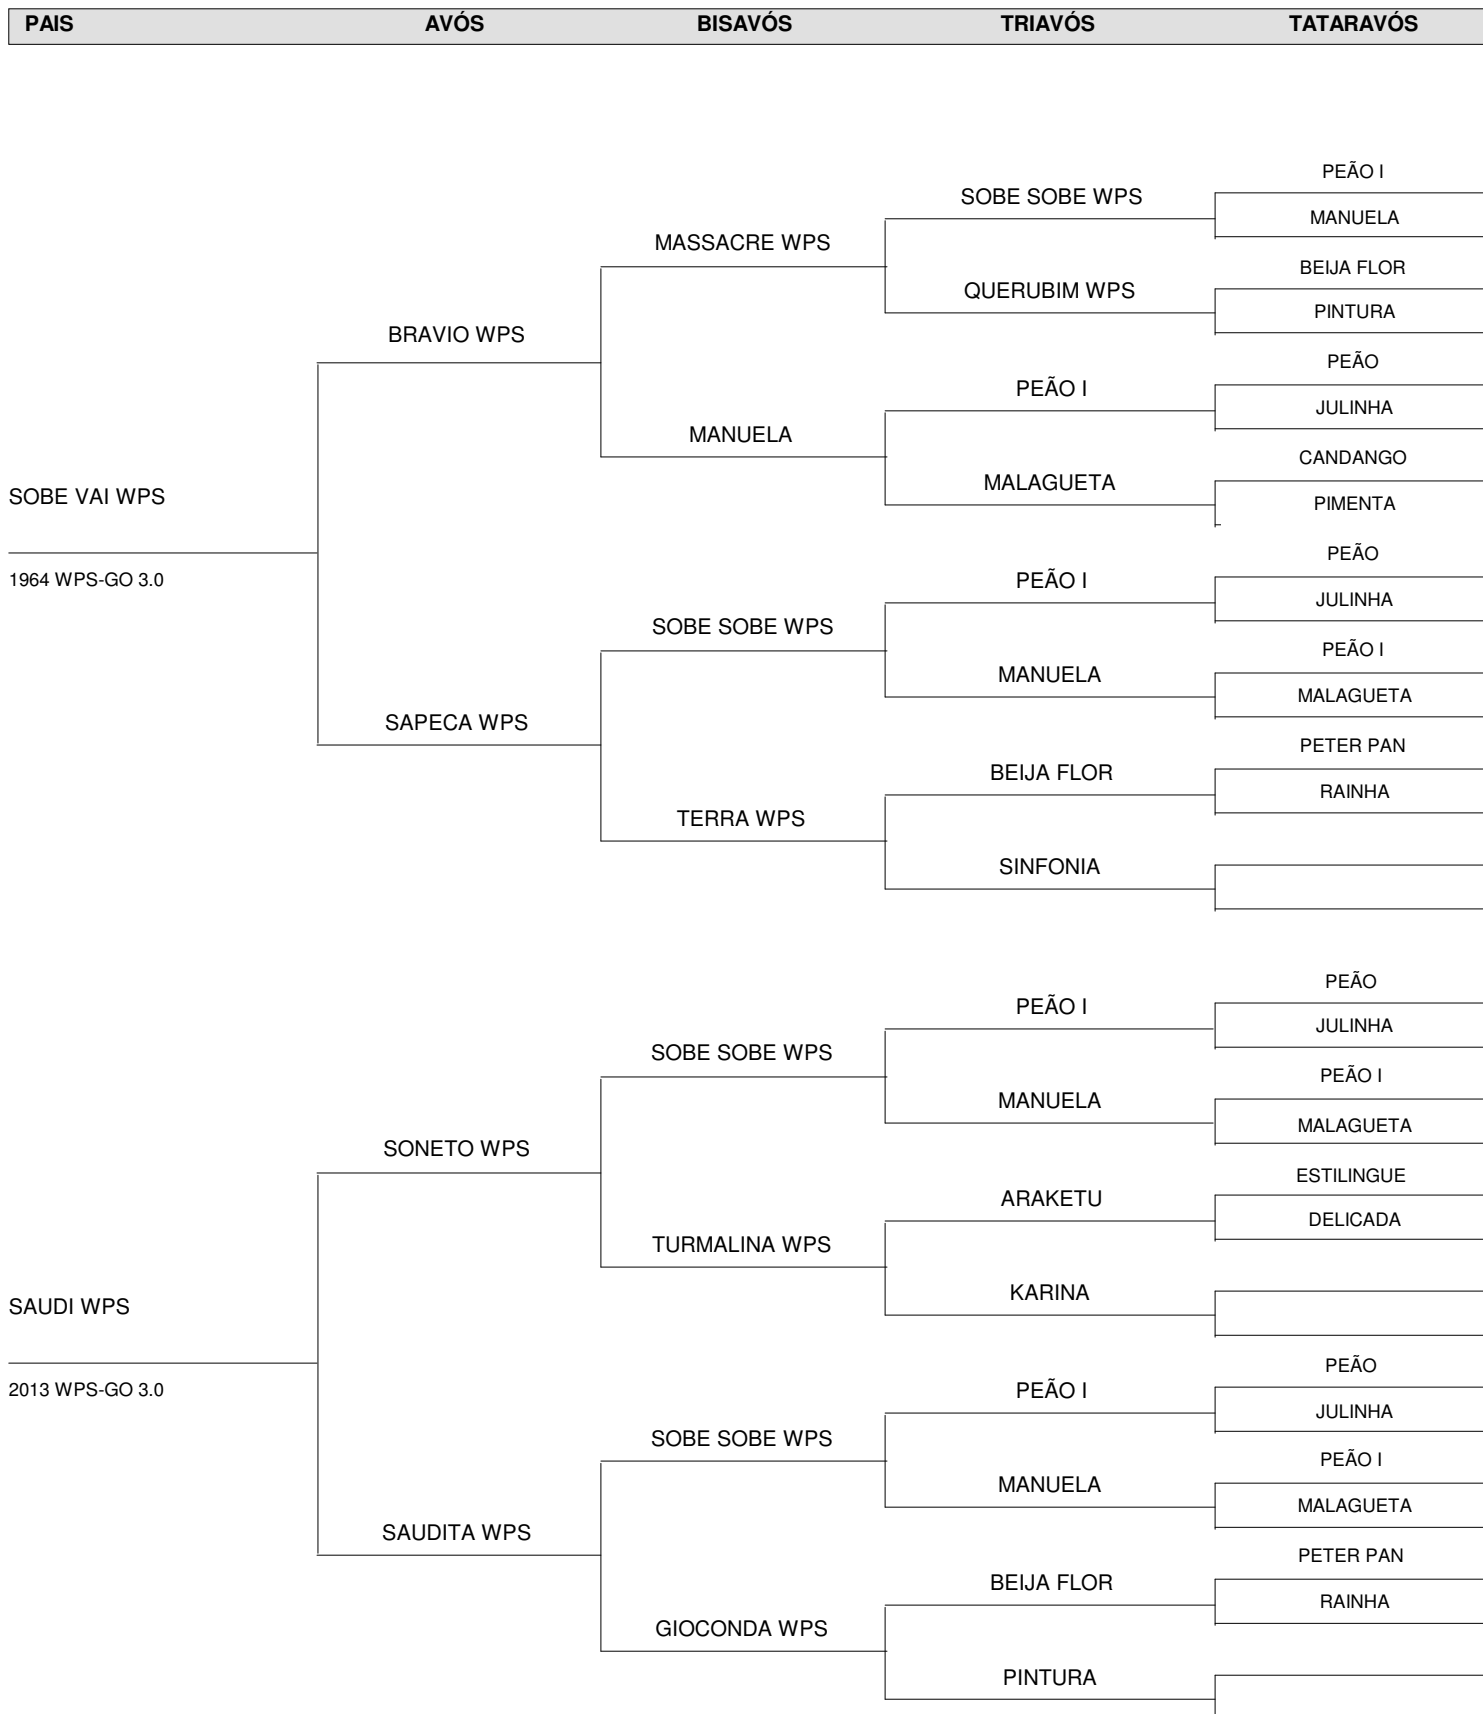 PAIS AVÓS BISAVÓS TRIAVÓS TATARAVÓS
PEÃO I
SOBE SOBE WPS
MANUELA
MASSACRE WPS
BEIJA FLOR
QUERUBIM WPS
PINTURA
BRAVIO WPS
PEÃO
PEÃO I
JULINHA
MANUELA
CANDANGO
MALAGUETA
SOBE VAI WPS
PIMENTA
PEÃO
1964 WPS-GO 3.0
PEÃO I
JULINHA
SOBE SOBE WPS
PEÃO I
MANUELA
MALAGUETA
SAPECA WPS
PETER PAN
BEIJA FLOR
RAINHA
TERRA WPS
SINFONIA
PEÃO
PEÃO I
JULINHA
SOBE SOBE WPS
PEÃO I
MANUELA
MALAGUETA
SONETO WPS
ESTILINGUE
ARAKETU
DELICADA
TURMALINA WPS
KARINA
SAUDI WPS
PEÃO
2013 WPS-GO 3.0
PEÃO I
JULINHA
SOBE SOBE WPS
PEÃO I
MANUELA
MALAGUETA
SAUDITA WPS
PETER PAN
BEIJA FLOR
RAINHA
GIOCONDA WPS
PINTURA